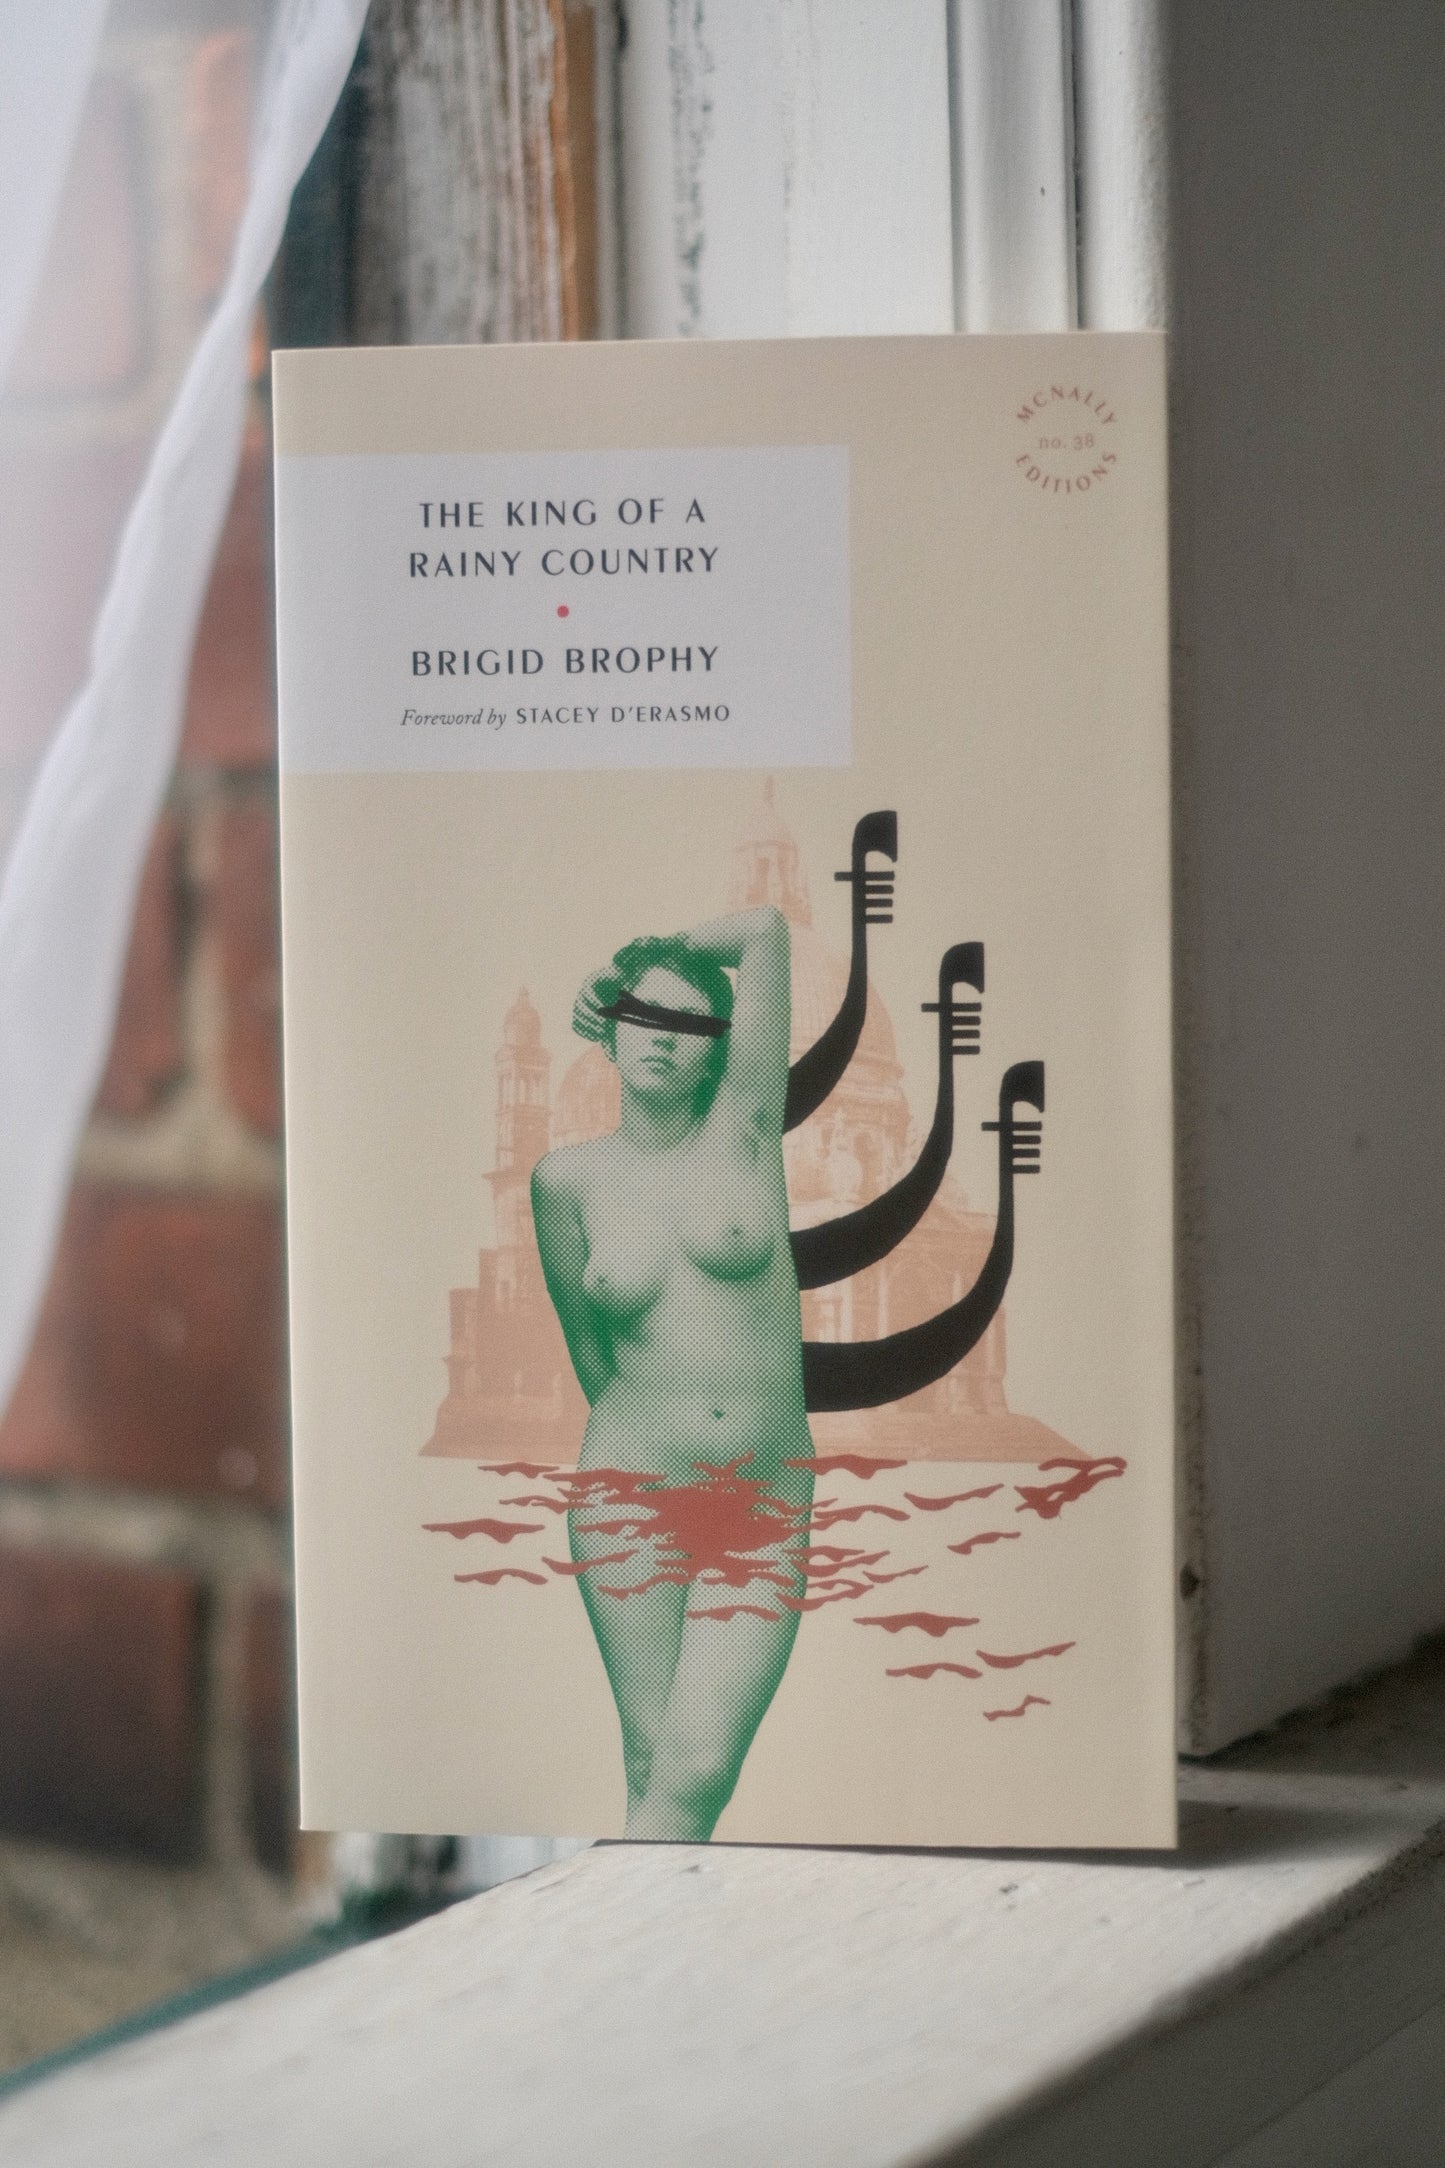 MCNALLY
no. 38
EDITIONS
THE KING OF A
RAINY COUNTRY
BRIGID BROPHY
Foreword by STACEY D'ERASMO